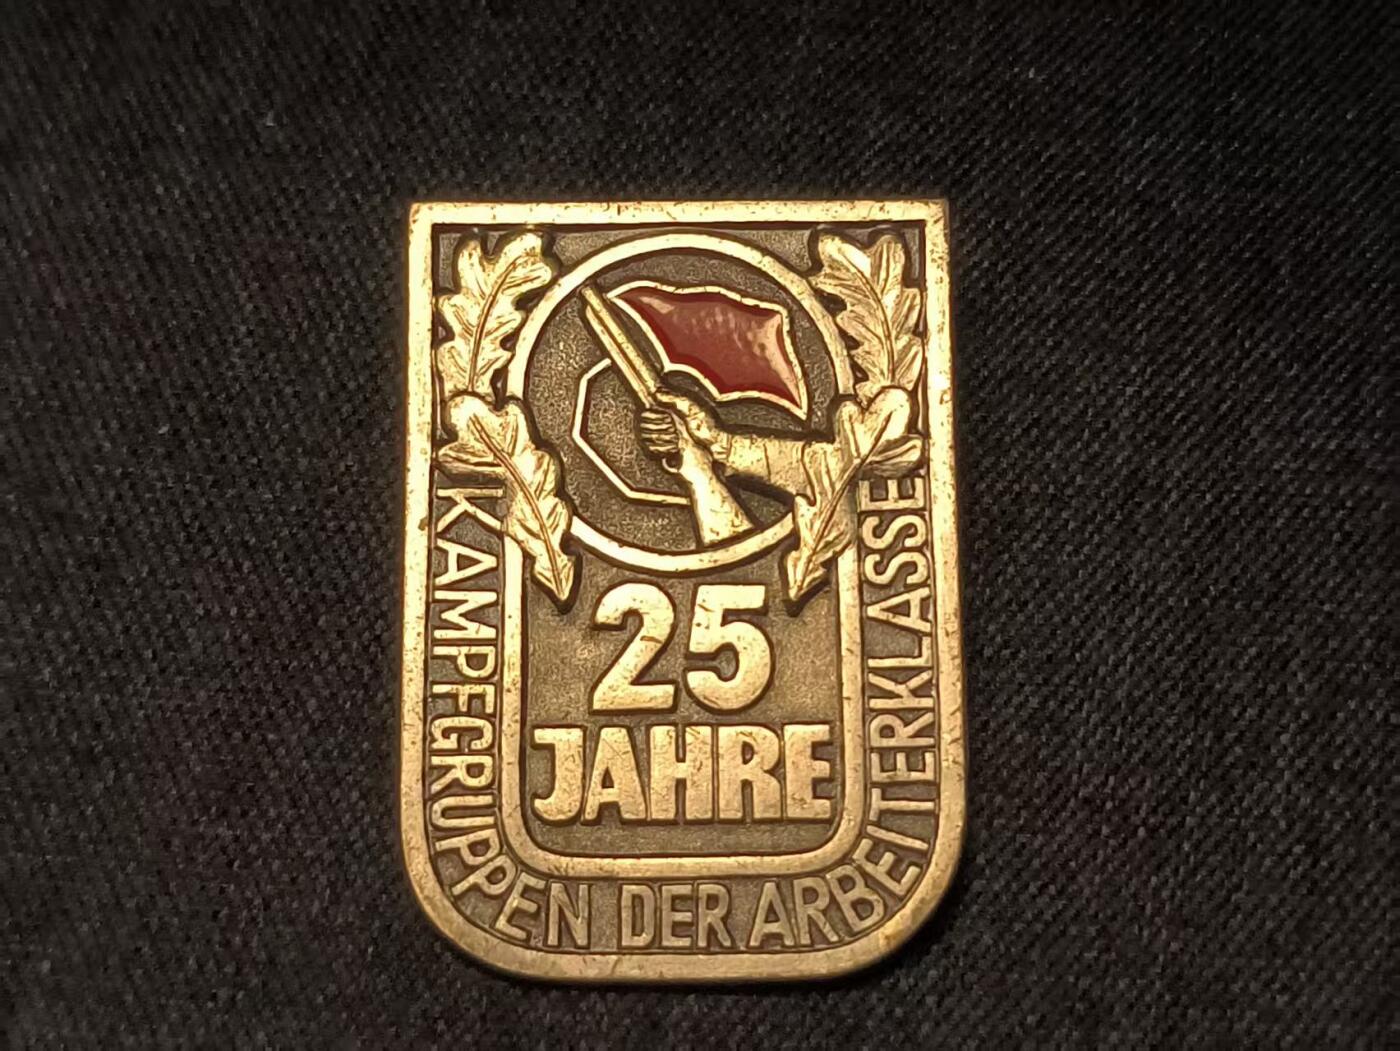 25
JAHRE
KAMPFGRUPPEN DER ARBEITERKLASSE